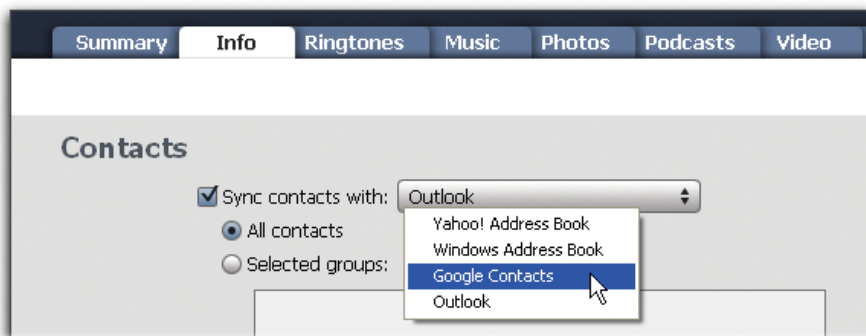 Summary Info Ringtones Music Photos Podcasts Video
Contacts
Sync contacts with: Outlook
Yahoo! Address Book
All contacts
Windows Address Book
Selected groups:
Google Contacts
Outlook